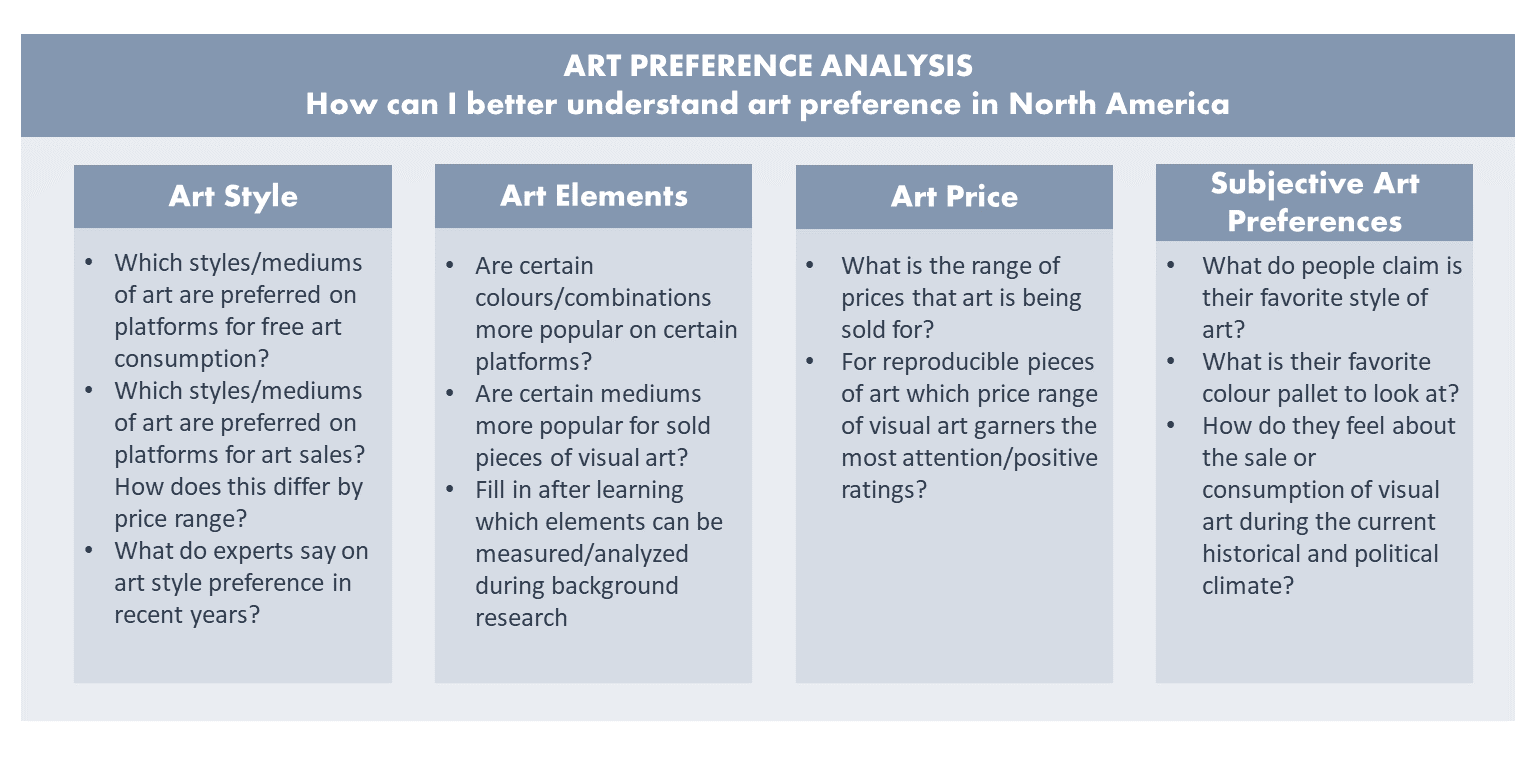 ART PREFERENCE ANALYSIS
How can I better understand art preference in North America
Art Style
• Which styles/mediums
of art are preferred on
platforms for free art
consumption?
• Which styles/mediums
of art are preferred on
platforms for art sales?
How does this differ by
price range?
• What do experts say on
art style preference in
recent years?
Art Elements
• Are certain
colours/combinations
more popular on certain
platforms?
• Are certain mediums
more popular for sold
pieces of visual art?
• Fill in after learning
which elements can be
measured/analyzed
during background
research
Art Price
• What is the range of
prices that art is being
sold for?
• For reproducible pieces
of art which price range
of visual art garners the
most attention/positive
ratings?
Subjective Art
Preferences
• What do people claim is
their favorite style of
art?
• What is their favorite
colour pallet to look at?
• How do they feel about
the sale or
consumption of visual
art during the current
historical and political
climate?